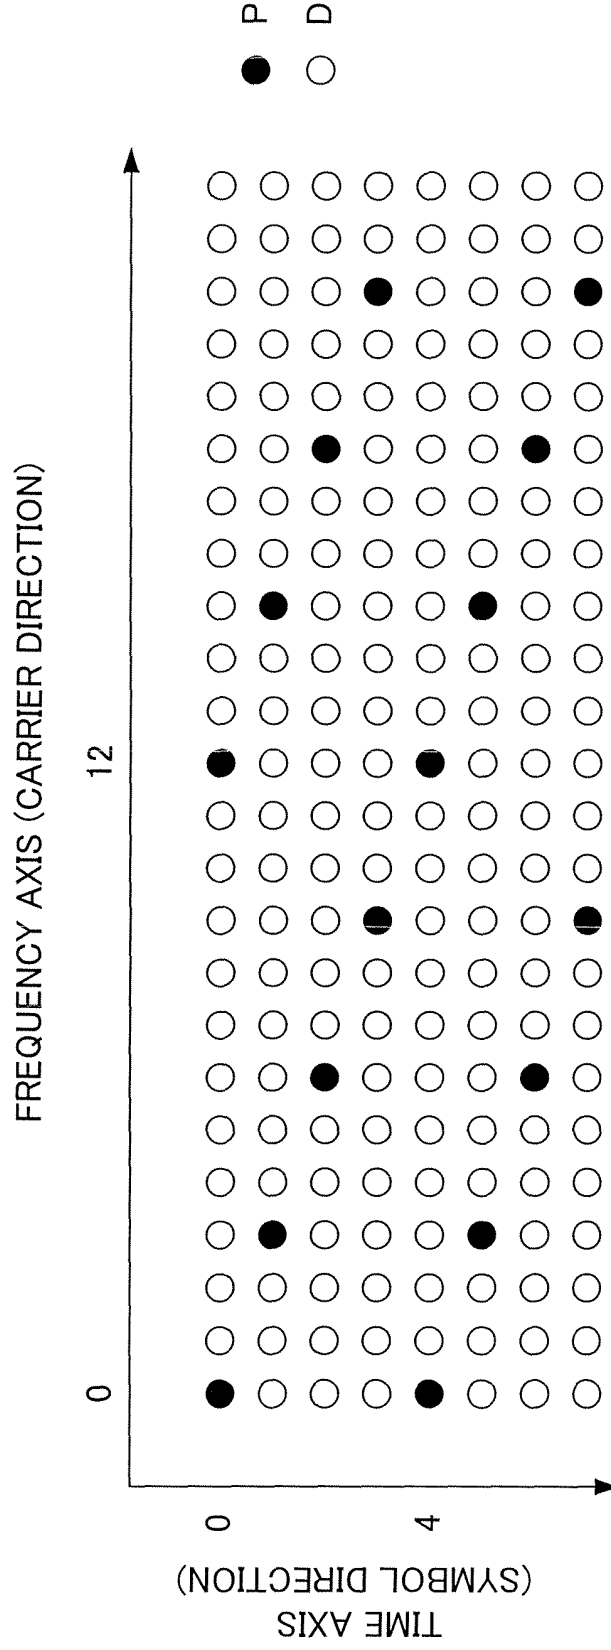 FREQUENCY AXIS (CARRIER DIRECTION)
0
12
P
D
0
4
TIME AXIS
(SYMBOL DIRECTION)